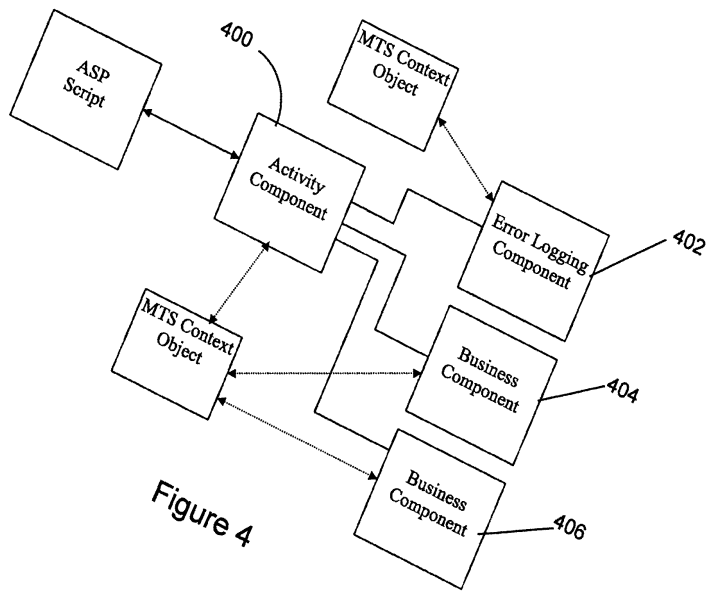 ASP
Script
400
Activity
Component
MTS Context
Object
Error Logging
Component
402
MTS Context
Object
Business
Component
404
Business
Component
406
Figure 4